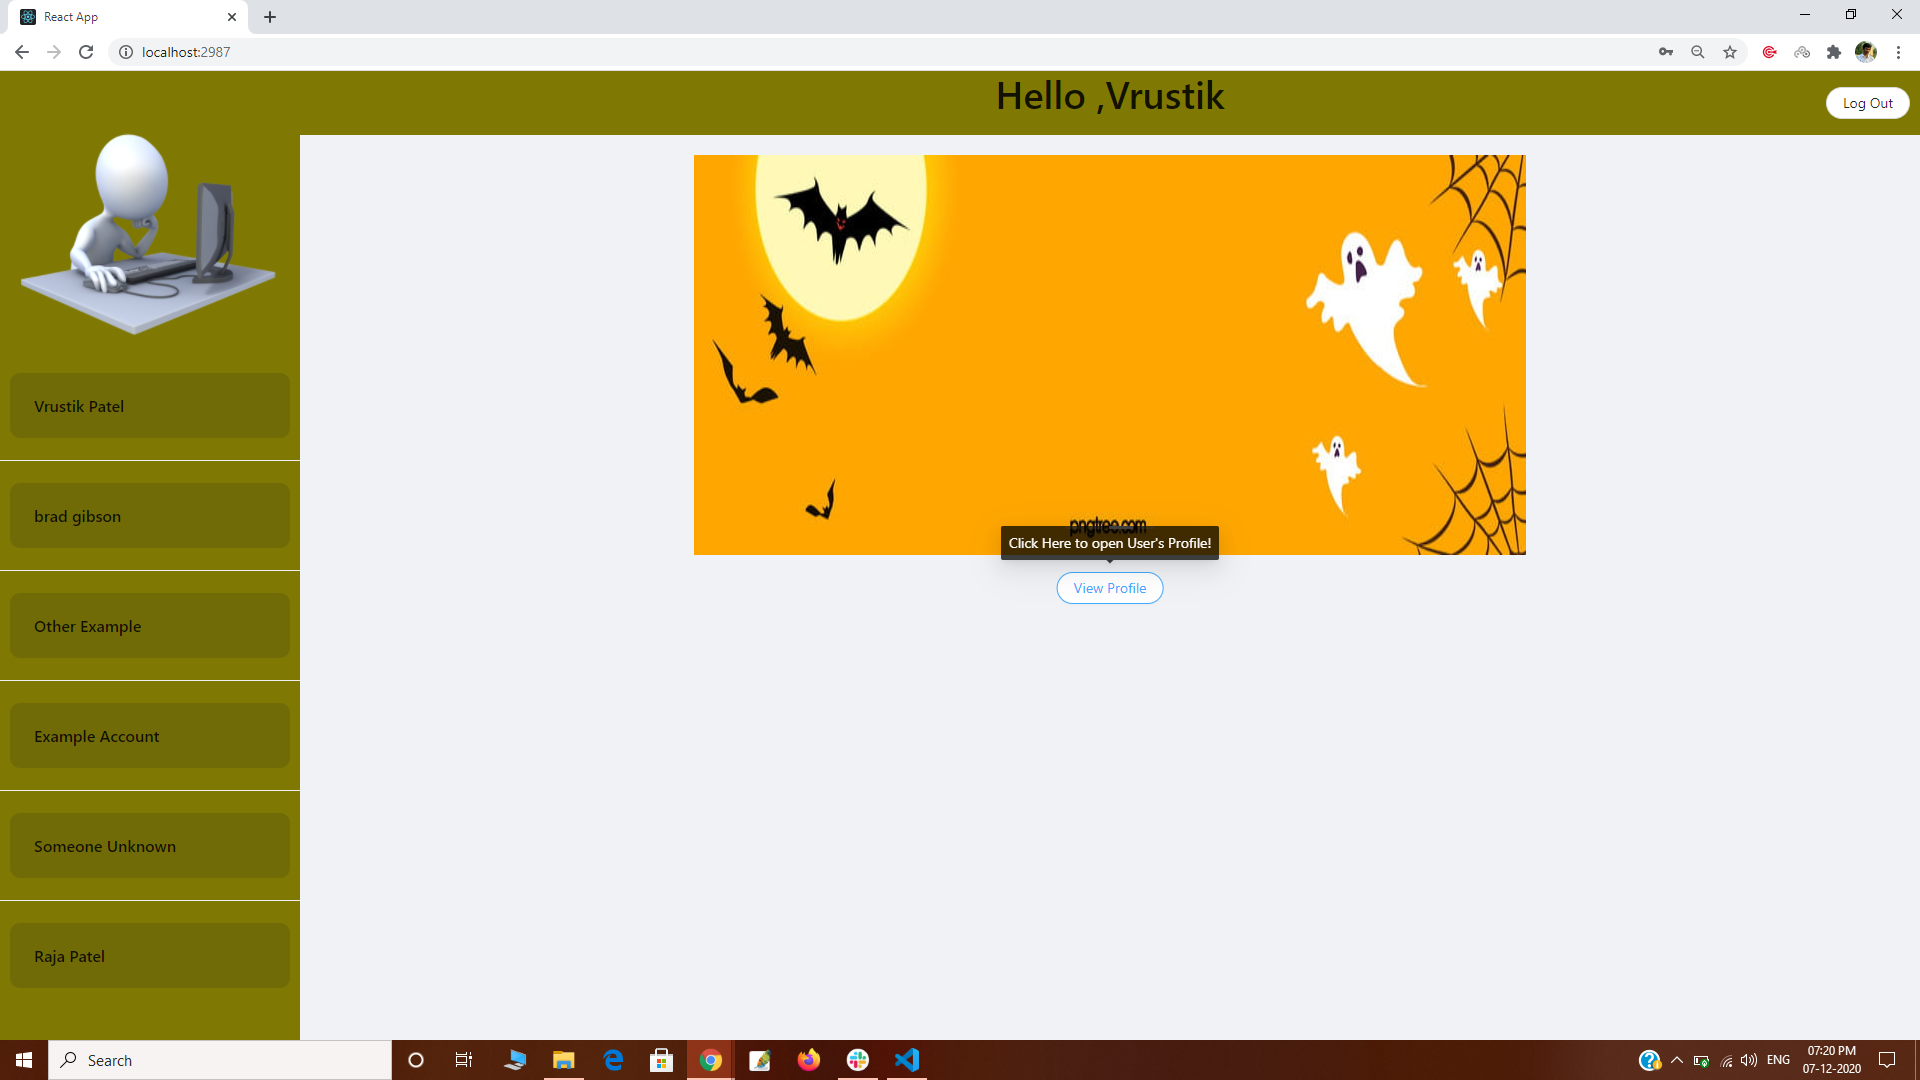 React App
localhost:2987
Hello ,Vrustik
Log Out
Vrustik Patel
brad gibson
Other Example
Example Account
Someone Unknown
Raja Patel
pngtree.com
Click Here to open User's Profile!
View Profile
Search
ENG
07:20 PM
07-12-2020